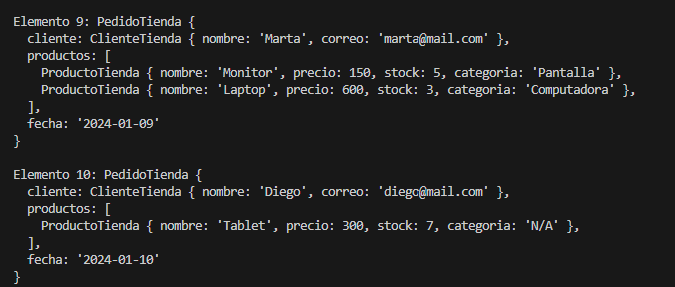 Elemento 9: PedidoTienda {
  cliente: ClienteTienda { nombre: 'Marta', correo: 'marta@mail.com' },
  productos: [
    ProductoTienda { nombre: 'Monitor', precio: 150, stock: 5, categoria: 'Pantalla' },
    ProductoTienda { nombre: 'Laptop', precio: 600, stock: 3, categoria: 'Computadora' },
  ],
  fecha: '2024-01-09'
}
Elemento 10: PedidoTienda {
  cliente: ClienteTienda { nombre: 'Diego', correo: 'diego@mail.com' },
  productos: [
    ProductoTienda { nombre: 'Tablet', precio: 300, stock: 7, categoria: 'N/A' },
  ],
  fecha: '2024-01-10'
}